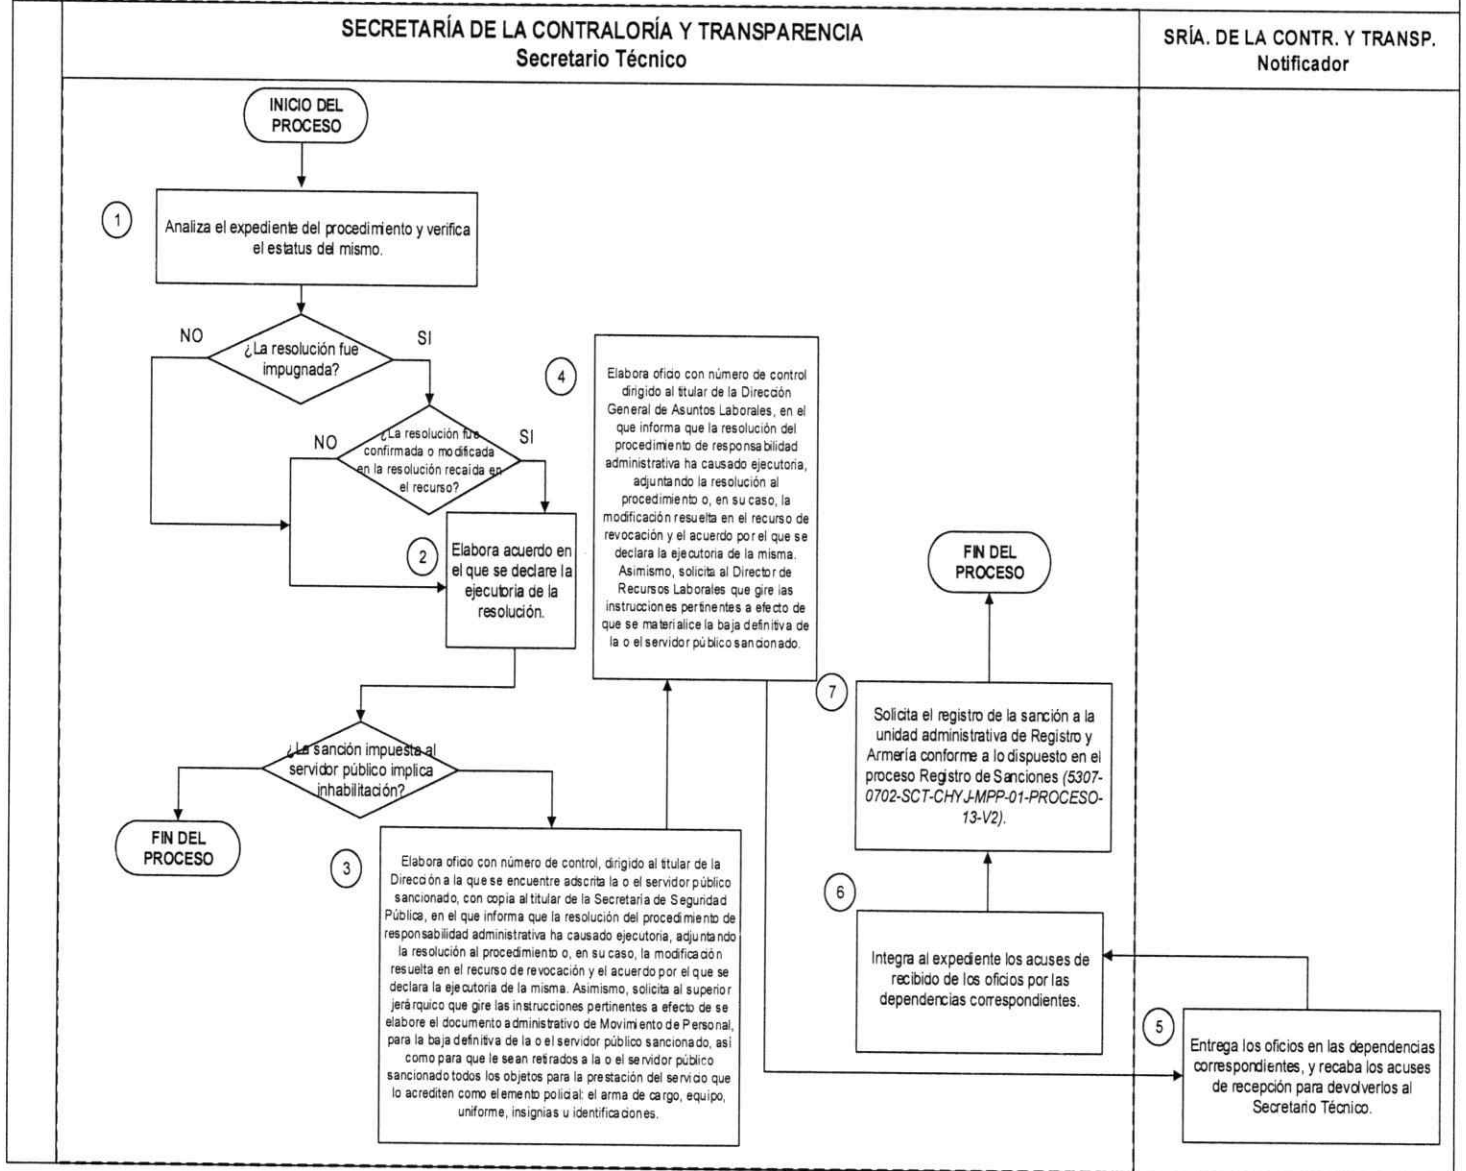 SECRETARÍA DE LA CONTRALORÍA Y TRANSPARENCIA
Secretario Técnico
SRÍA. DE LA CONTR. Y TRANSP.
Notificador
INICIO DEL
PROCESO
1
Analiza el expediente del procedimiento y verifica
el estatus del mismo.
NO
SI
¿La resolución fue
impugnada?
NO
SI
¿La resolución fue
confirmada o modificada
en la resolución recaída en
el recurso?
2
Elabora acuerdo en
el que se declare la
ejecutoria de la
resolución.
¿La sanción impuesta al
servidor público implica
inhabilitación?
FIN DEL
PROCESO
3
Elabora oficio con número de control, dirigido al titular de la
Dirección a la que se encuentre adscrita la o el servidor público
sancionado, con copia al titular de la Secretaría de Seguridad
Pública, en el que informa que la resolución del procedimiento de
responsabilidad administrativa ha causado ejecutoria, adjuntando
la resolución al procedimiento o, en su caso, la modificación
resuelta en el recurso de revocación y el acuerdo por el que se
declara la ejecutoria de la misma. Asimismo, solicita al superior
jerárquico que gire las instrucciones pertinentes a efecto de se
elabore el documento administrativo de Movimiento de Personal,
para la baja definitiva de la o el servidor público sancionado, así
como para que le sean retirados a la o el servidor público
sancionado todos los objetos para la prestación del servicio que
lo acrediten como elemento policial: el arma de cargo, equipo,
uniforme, insignias u identificaciones.
4
Elabora oficio con número de control
dirigido al titular de la Dirección
General de Asuntos Laborales, en el
que informa que la resolución del
procedimiento de responsabilidad
administrativa ha causado ejecutoria,
adjuntando la resolución al
procedimiento o, en su caso, la
modificación resuelta en el recurso de
revocación y el acuerdo por el que se
declara la ejecutoria de la misma.
Asimismo, solicita al Director de
Recursos Laborales que gire las
instrucciones pertinentes a efecto de
que se materialice la baja definitiva de
la o el servidor público sancionado.
5
Entrega los oficios en las dependencias
correspondientes, y recaba los acuses
de recepción para devolverlos al
Secretario Técnico.
6
Integra al expediente los acuses de
recibido de los oficios por las
dependencias correspondientes.
7
Solicita el registro de la sanción a la
unidad administrativa de Registro y
Armería conforme a lo dispuesto en el
proceso Registro de Sanciones (5307-
0702-SCT-CHYJ-MPP-01-PROCESO-
13-V2).
FIN DEL
PROCESO